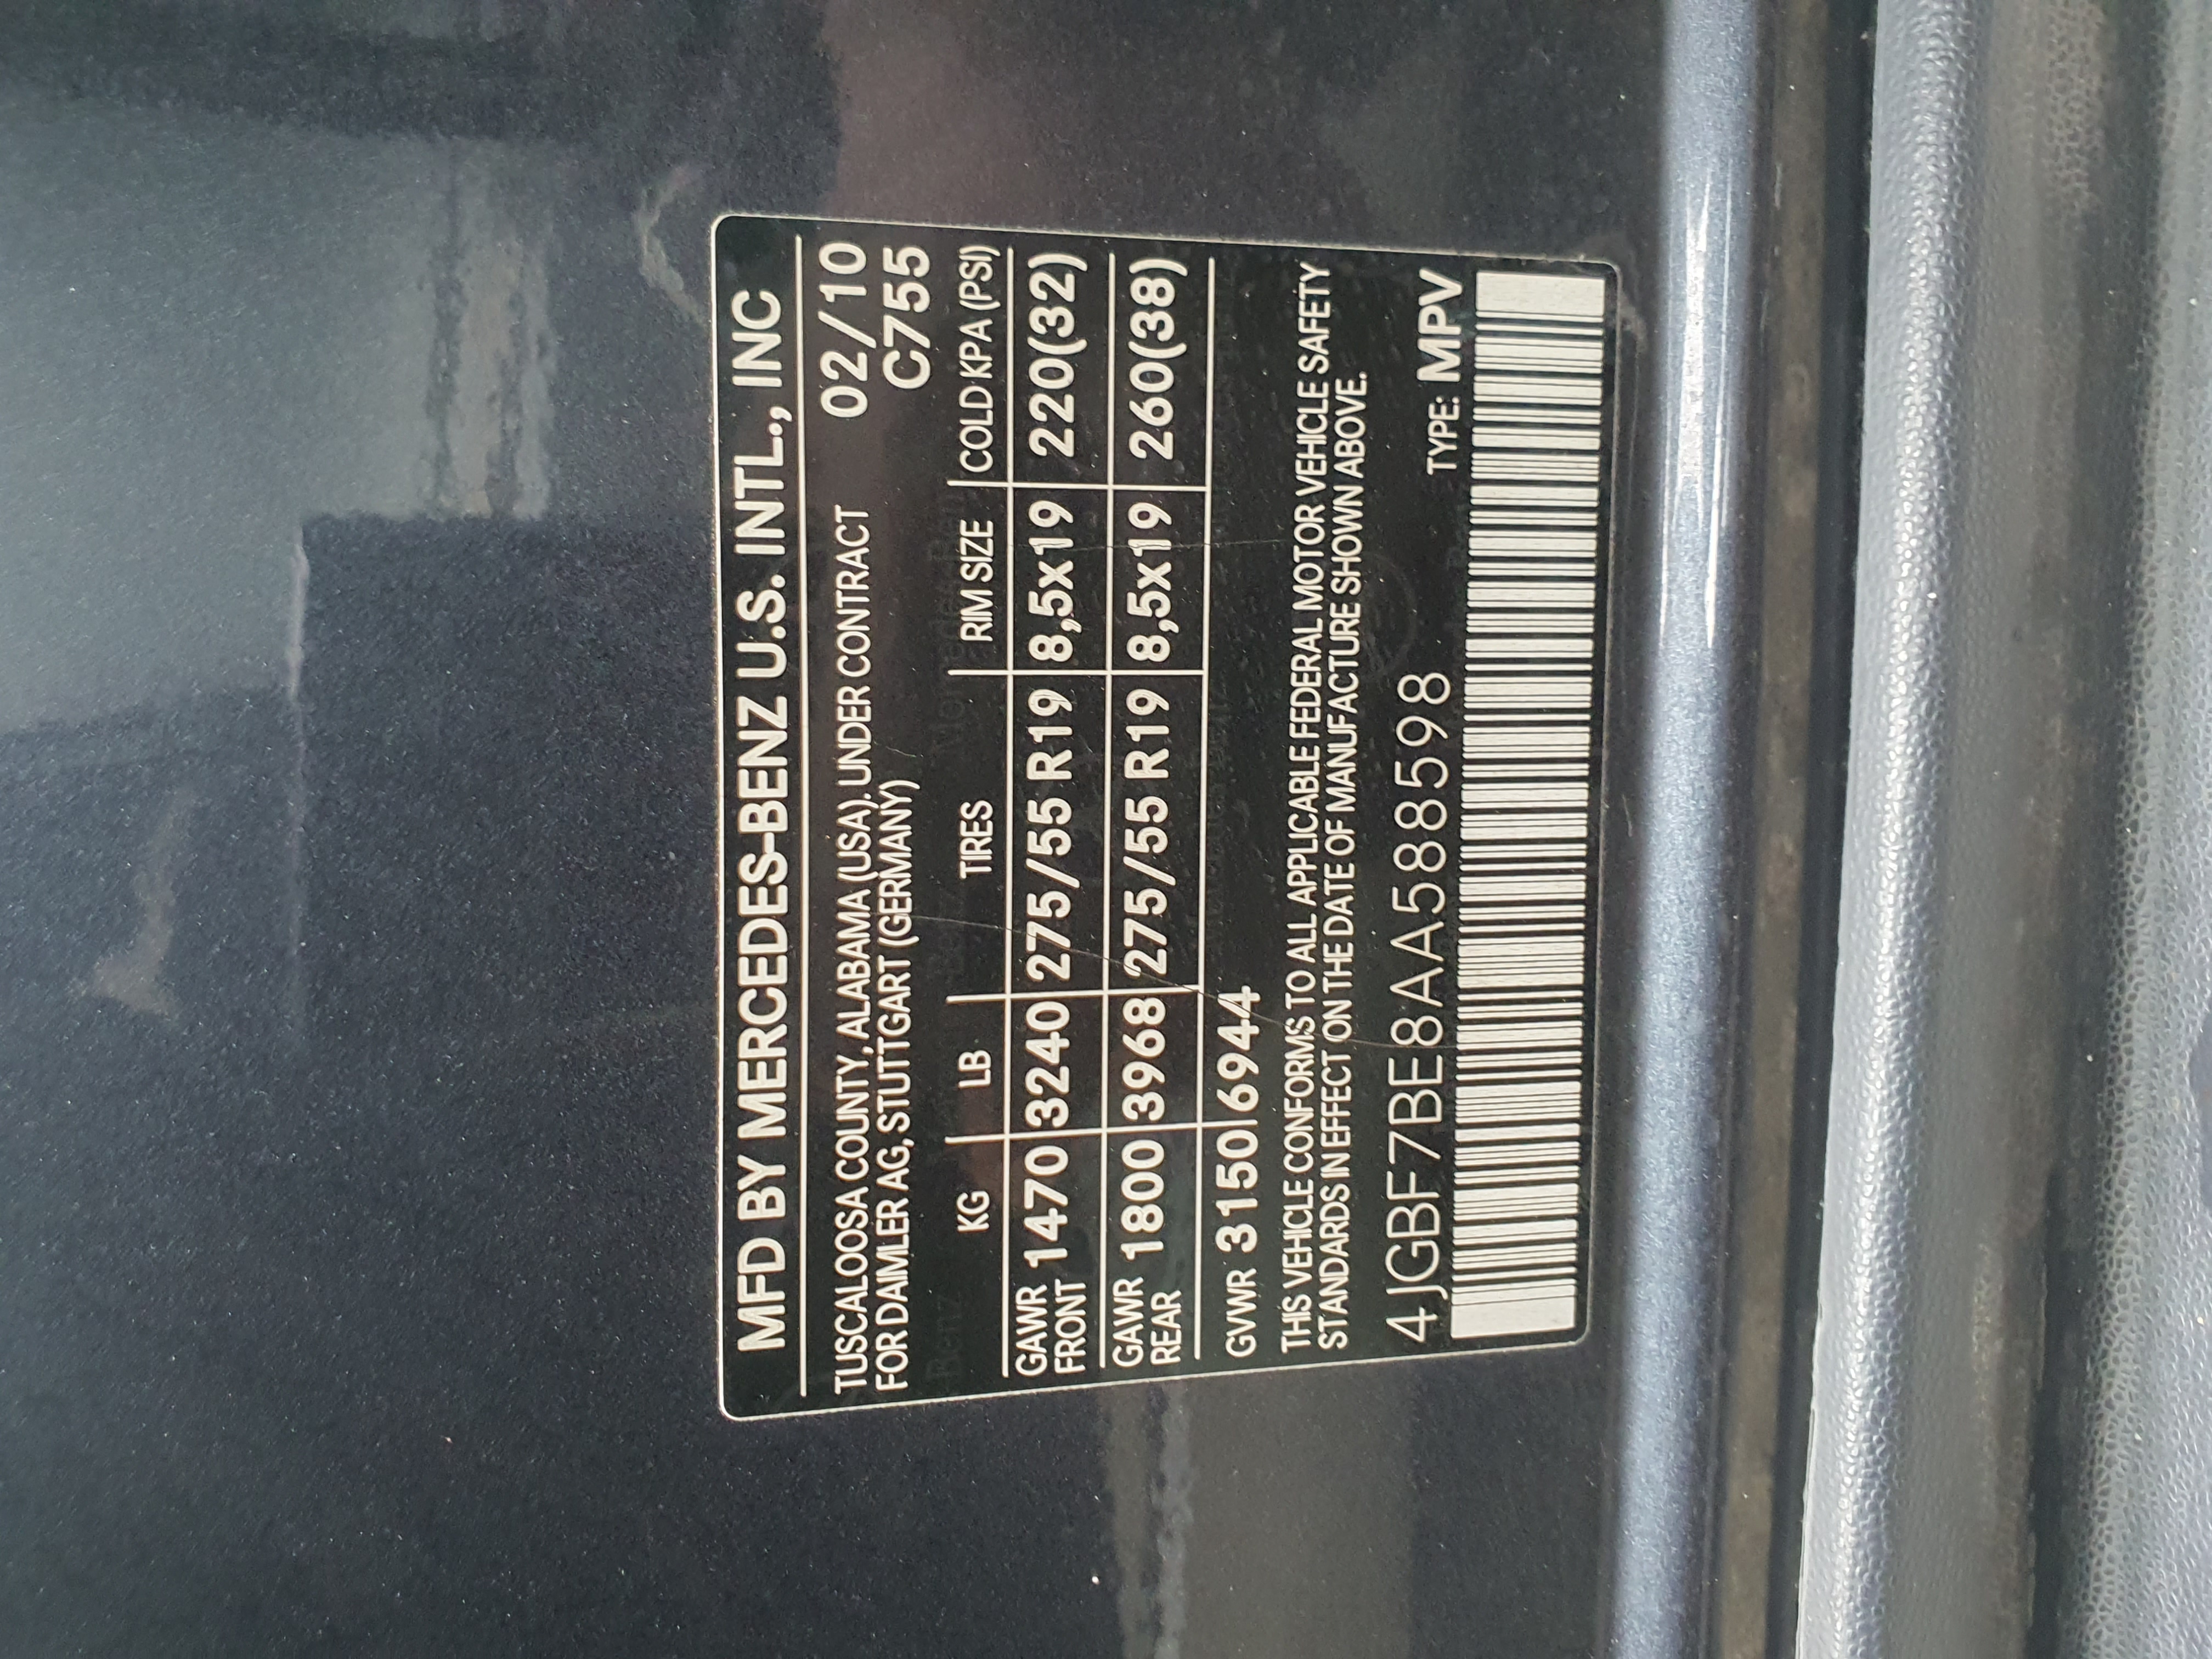 MFD BY MERCEDES-BENZ U.S. INTL., INC
TUSCALOOSA COUNTY, ALABAMA (USA). UNDER CONTRACT 02/10
FOR DAIMLER AG, STUTTGART (GERMANY) C755
KG LB TIRES RIM SIZE COLD KPA (PSI)
GAWR FRONT 1470 3240 275/55 R19 8,5x19 220(32)
GAWR REAR 1800 3968 275/55 R19 8,5x19 260(38)
GVWR 3150 6944
THIS VEHICLE CONFORMS TO ALL APPLICABLE FEDERAL MOTOR VEHICLE SAFETY
STANDARDS IN EFFECT ON THE DATE OF MANUFACTURE SHOWN ABOVE.
4JGBF7BE8AA588598 TYPE: MPV